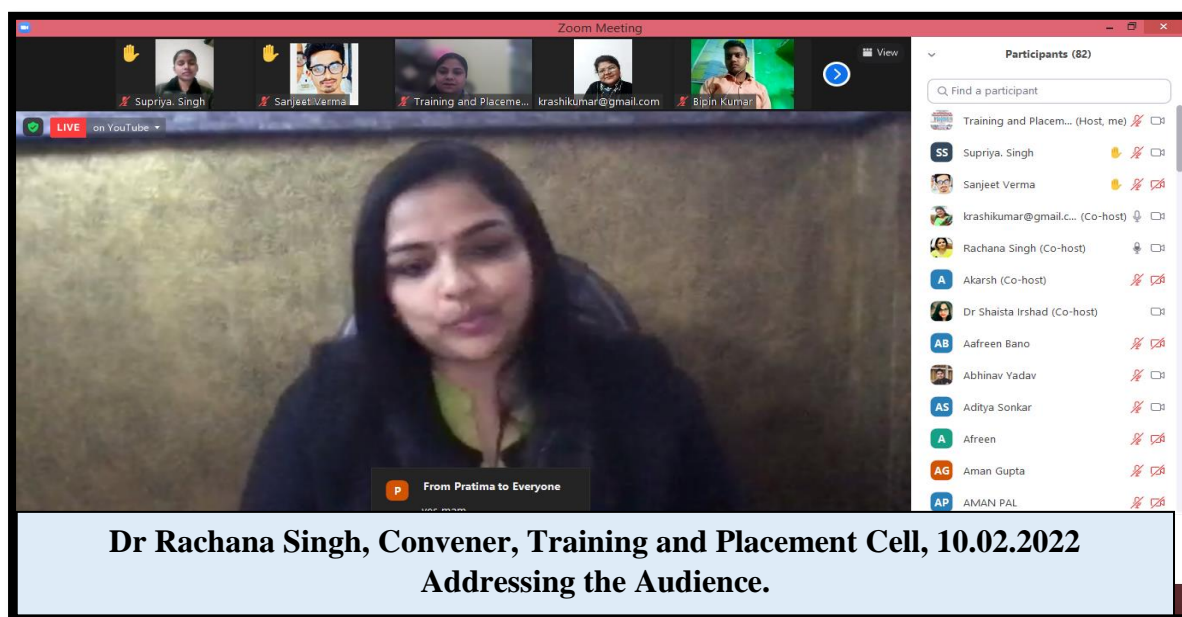 Zoom Meeting
Supriya. Singh
Sanjeet Verma
Training and Placeme...
krashikumar@gmail.com
Bipin Kumar
View
LIVE on YouTube
From Pratima to Everyone
yes mam
Participants (82)
Find a participant
Training and Placem... (Host, me)
SS Supriya. Singh
Sanjeet Verma
krashikumar@gmail.c... (Co-host)
Rachana Singh (Co-host)
A Akarsh (Co-host)
Dr Shaista Irshad (Co-host)
AB Aafreen Bano
Abhinav Yadav
AS Aditya Sonkar
A Afreen
AG Aman Gupta
AP AMAN PAL
P
Dr Rachana Singh, Convener, Training and Placement Cell, 10.02.2022
Addressing the Audience.